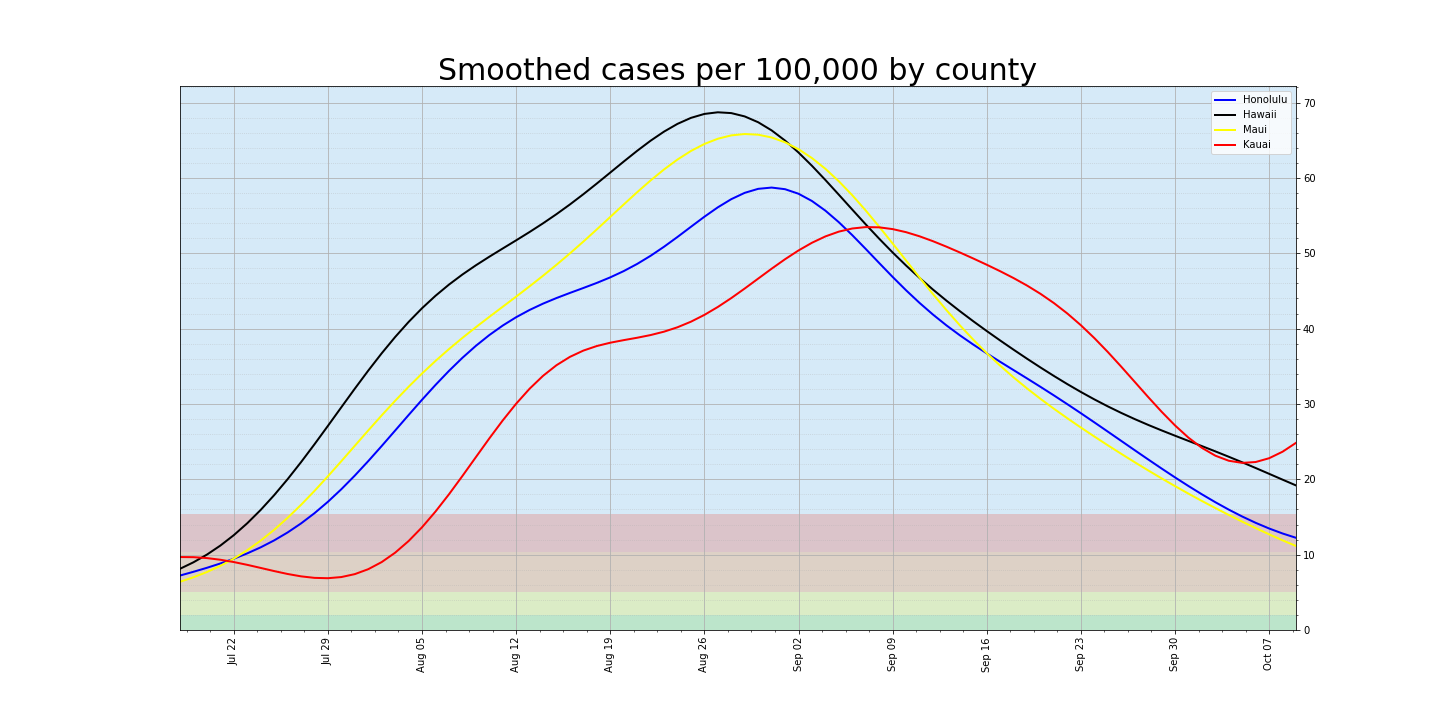 Smoothed cases per 100,000 by county
Honolulu
Hawaii
Maui
Kauai
70
60
50
40
30
20
10
0
Jul 22
Jul 29
Aug 05
Aug 12
Aug 19
Aug 26
Sep 02
Sep 09
Sep 16
Sep 23
Sep 30
Oct 07